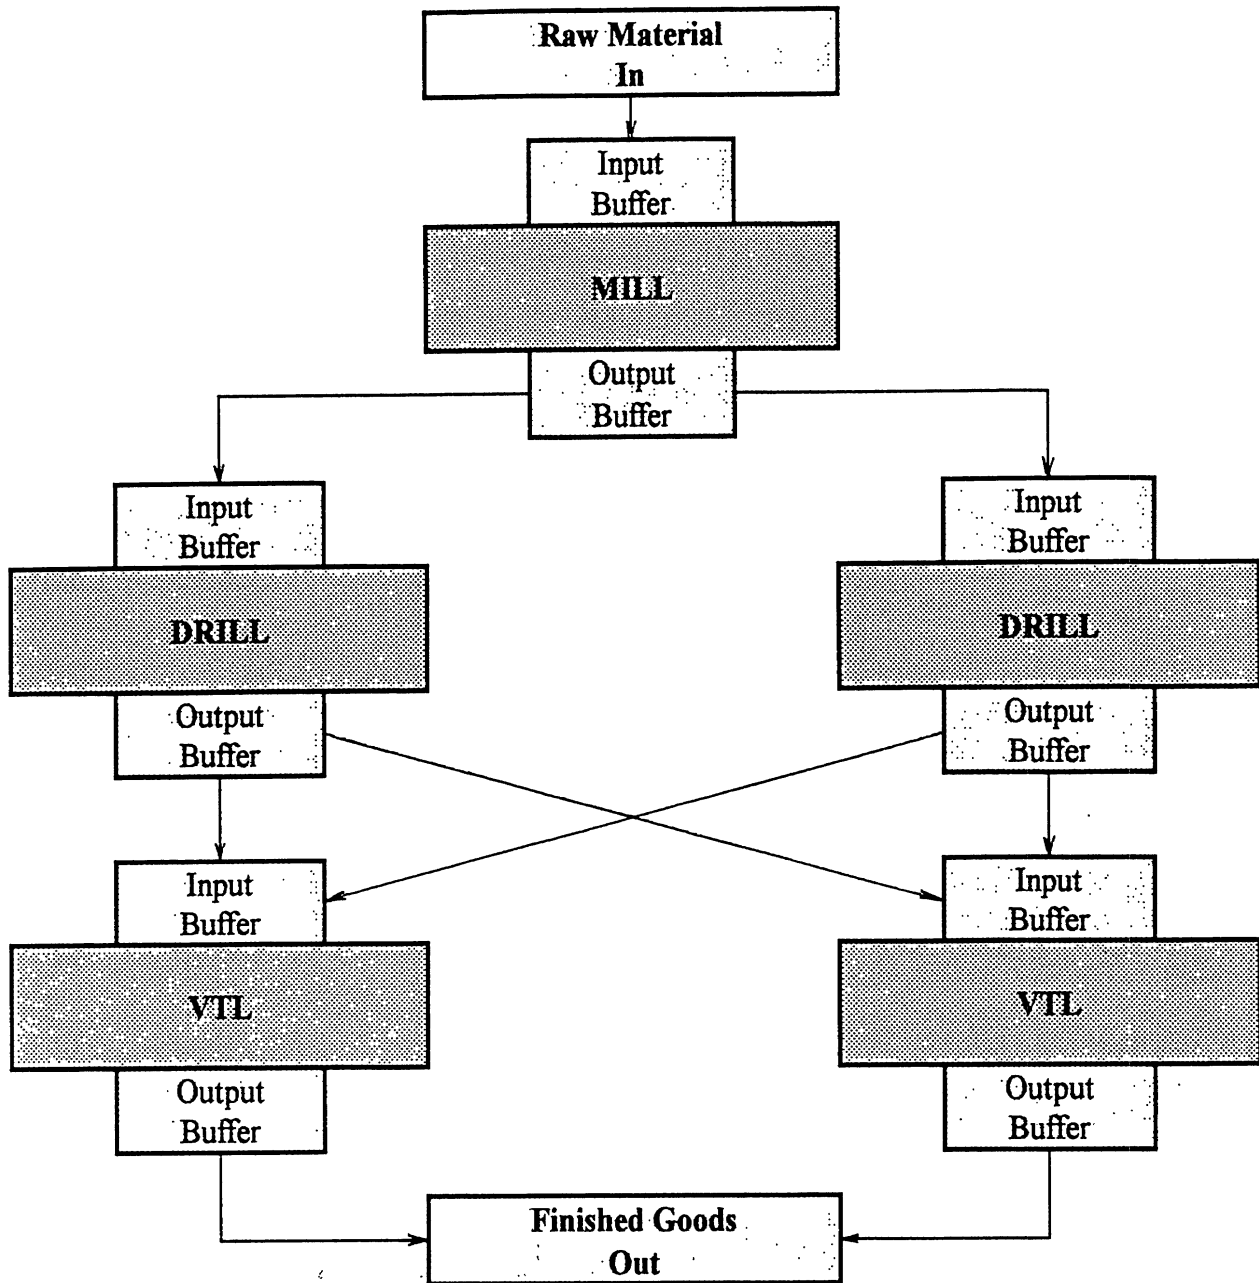 Raw Material
In
Input
Buffer
MILL
Output
Buffer
Input
Buffer
DRILL
Output
Buffer
Input
Buffer
DRILL
Output
Buffer
Input
Buffer
VTL
Output
Buffer
Input
Buffer
VTL
Output
Buffer
Finished Goods
Out